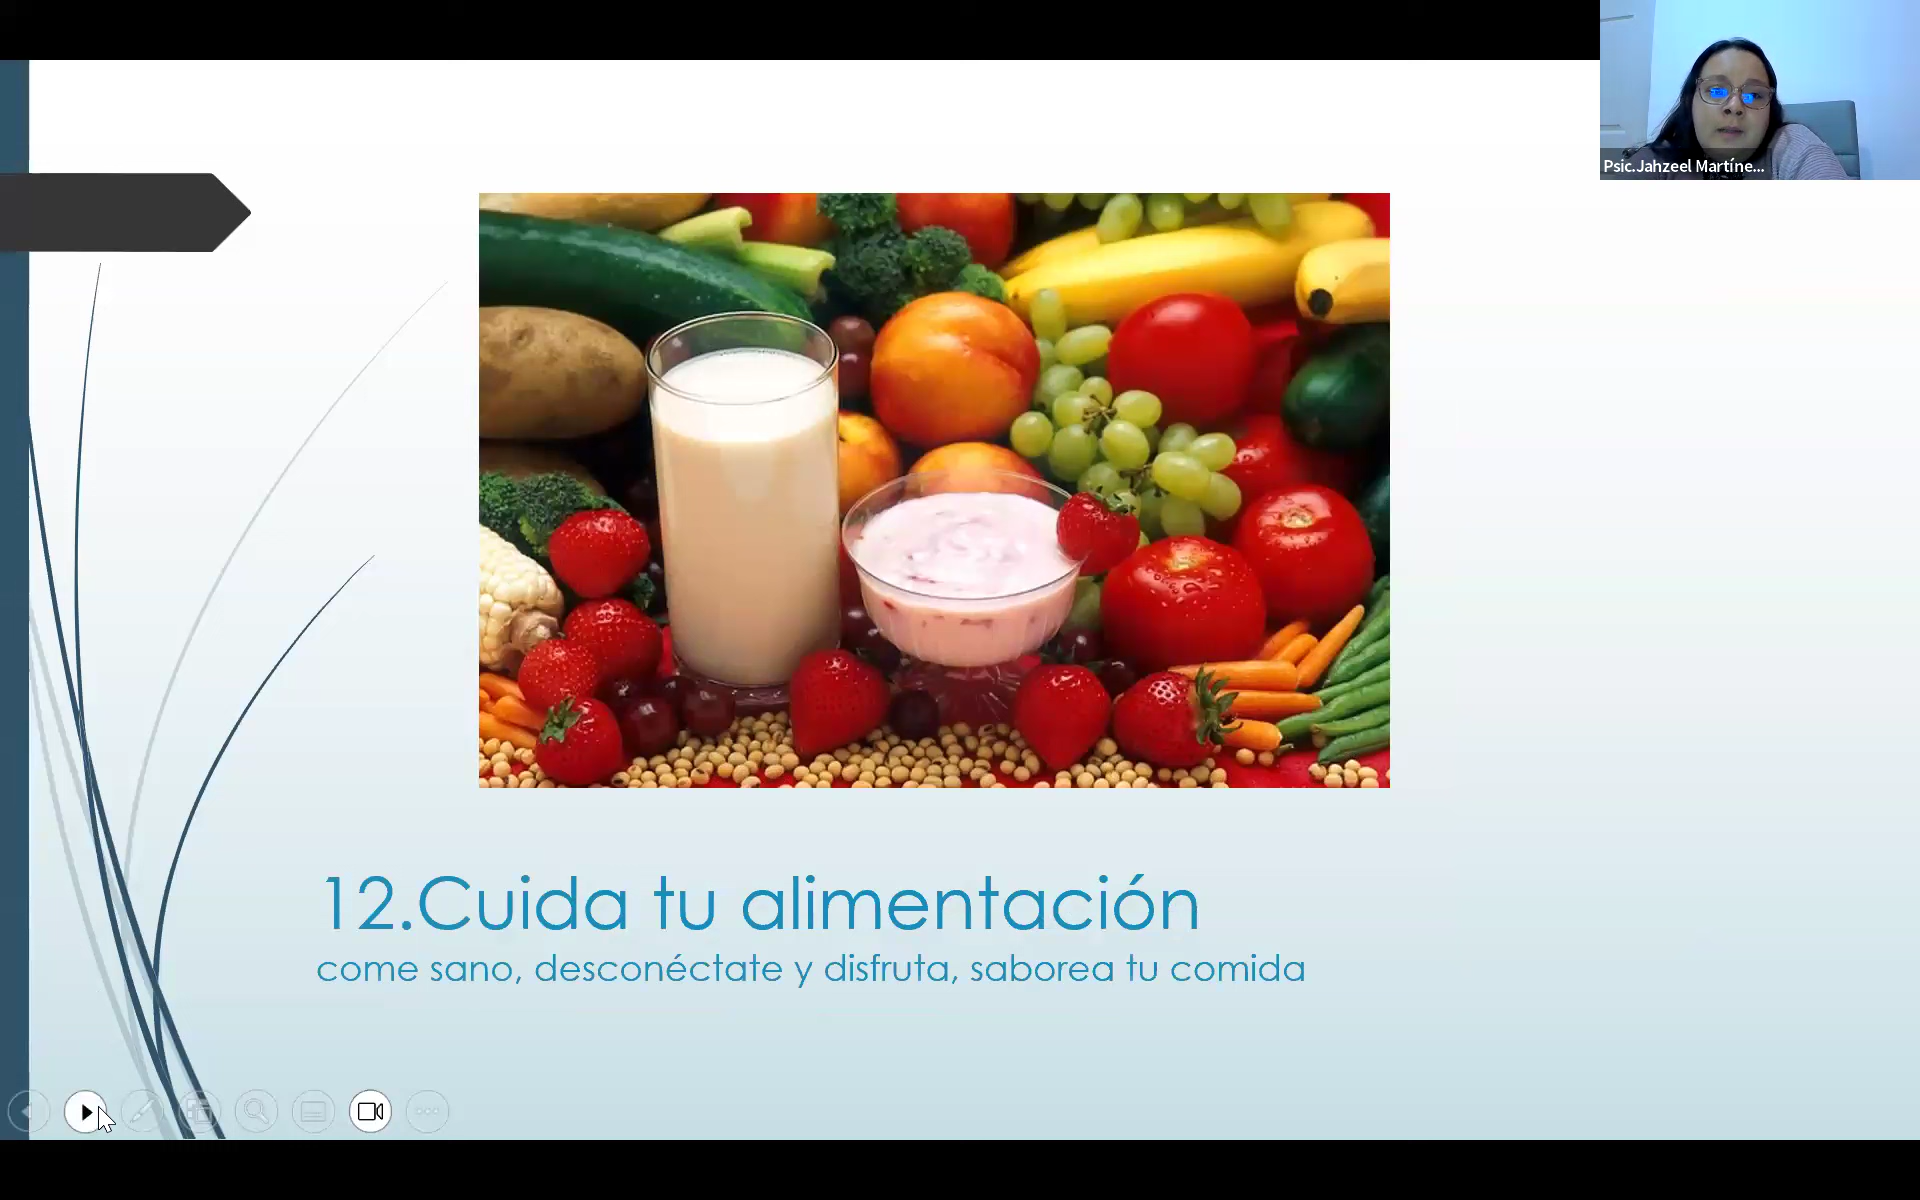 Psic.Jahzeel Martíne...
12.Cuida tu alimentación
come sano, desconéctate y disfruta, saborea tu comida